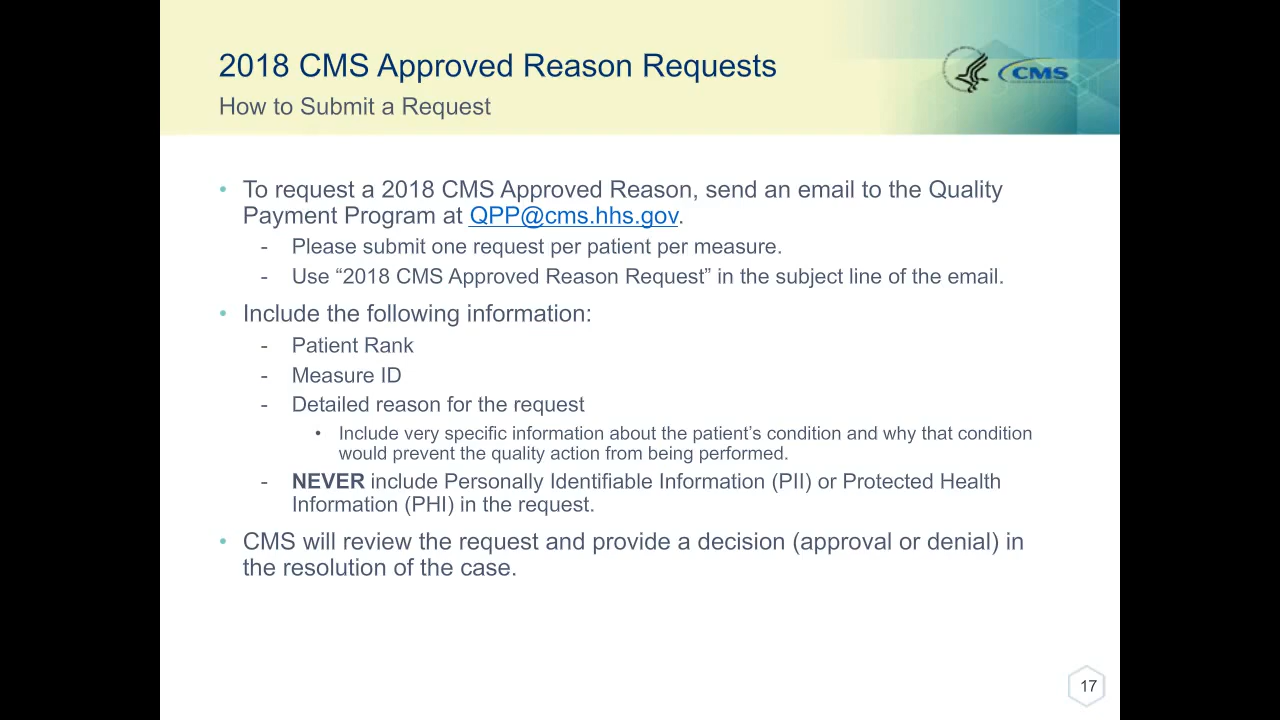 2018 CMS Approved Reason Requests
How to Submit a Request
CMS
• To request a 2018 CMS Approved Reason, send an email to the Quality
Payment Program at QPP@cms.hhs.gov.
- Please submit one request per patient per measure.
- Use “2018 CMS Approved Reason Request” in the subject line of the email.
• Include the following information:
- Patient Rank
- Measure ID
- Detailed reason for the request
• Include very specific information about the patient’s condition and why that condition
would prevent the quality action from being performed.
- NEVER include Personally Identifiable Information (PII) or Protected Health
Information (PHI) in the request.
• CMS will review the request and provide a decision (approval or denial) in
the resolution of the case.
17